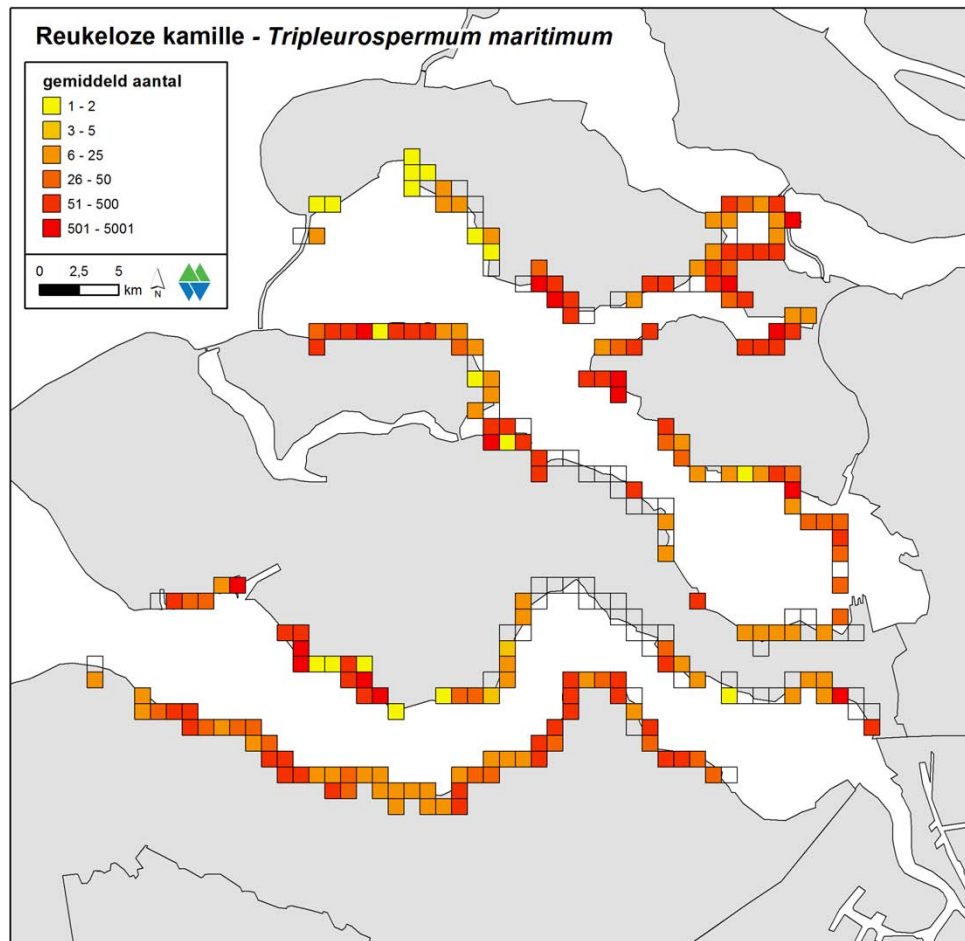 Reukeloze kamille - Tripleurospermum maritimum
gemiddeld aantal
1 - 2
3 - 5
6 - 25
26 - 50
51 - 500
501 - 5001
0 2,5 5
km
N